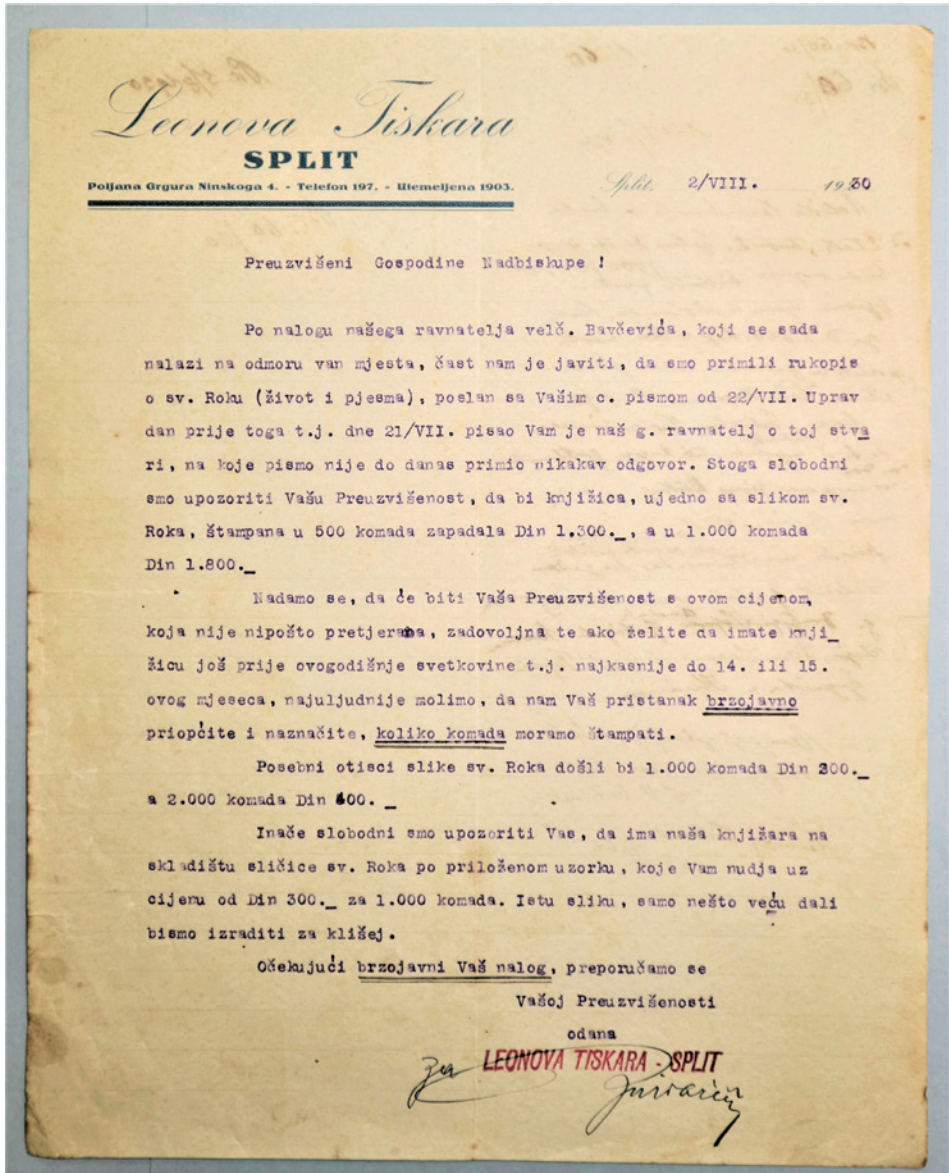 Leonova Tiskara
SPLIT
Poljana Grgura Ninskoga 4. - Telefon 197. - Utemeljena 1903.
Split, 2/VIII. 1930
Preuzvišeni Gospodine Nadbiskupe !
Po nalogu našega ravnatelja velč. Bavčevića, koji se sada
nalazi na odmoru van mjesta, čast nam je javiti, da smo primili rukopis
o sv. Roku (život i pjesma), poslan sa Vašim c. pismom od 22/VII. Uprav
dan prije toga t.j. dne 21/VII. pisao Vam je naš g. ravnatelj o toj stva
ri, na koje pismo nije do danas primio nikakav odgovor. Stoga slobodni
smo upozoriti Vašu Preuzvišenost, da bi knjižica, ujedno sa slikom sv.
Roka, štampana u 500 komada zapadala Din 1.300._, a u 1.000 komada
Din 1.800._
Nadamo se, da će biti Vaša Preuzvišenost s ovom cijenom,
koja nije nipošto pretjerana, zadovoljna te ako želite da imate knji_
žicu još prije ovogodišnje svetkovine t.j. najkasnije do 14. ili 15.
ovog mjeseca, najuljudnije molimo, da nam Vaš pristanak brzojavno
priopćite i naznačite, koliko komada moramo štampati.
Posebni otisci slike sv. Roka došli bi 1.000 komada Din 200._
a 2.000 komada Din 400. _
Inače slobodni smo upozoriti Vas, da ima naša knjižara na
skladištu sličice sv. Roka po priloženom uzorku, koje Vam nudja uz
cijenu od Din 300._ za 1.000 komada. Istu sliku, samo nešto veću dali
bismo izraditi za klišej.
Očekujući brzojavni Vaš nalog, preporučamo se
Vašoj Preuzvišenosti
odana
za LEONOVA TISKARA - SPLIT